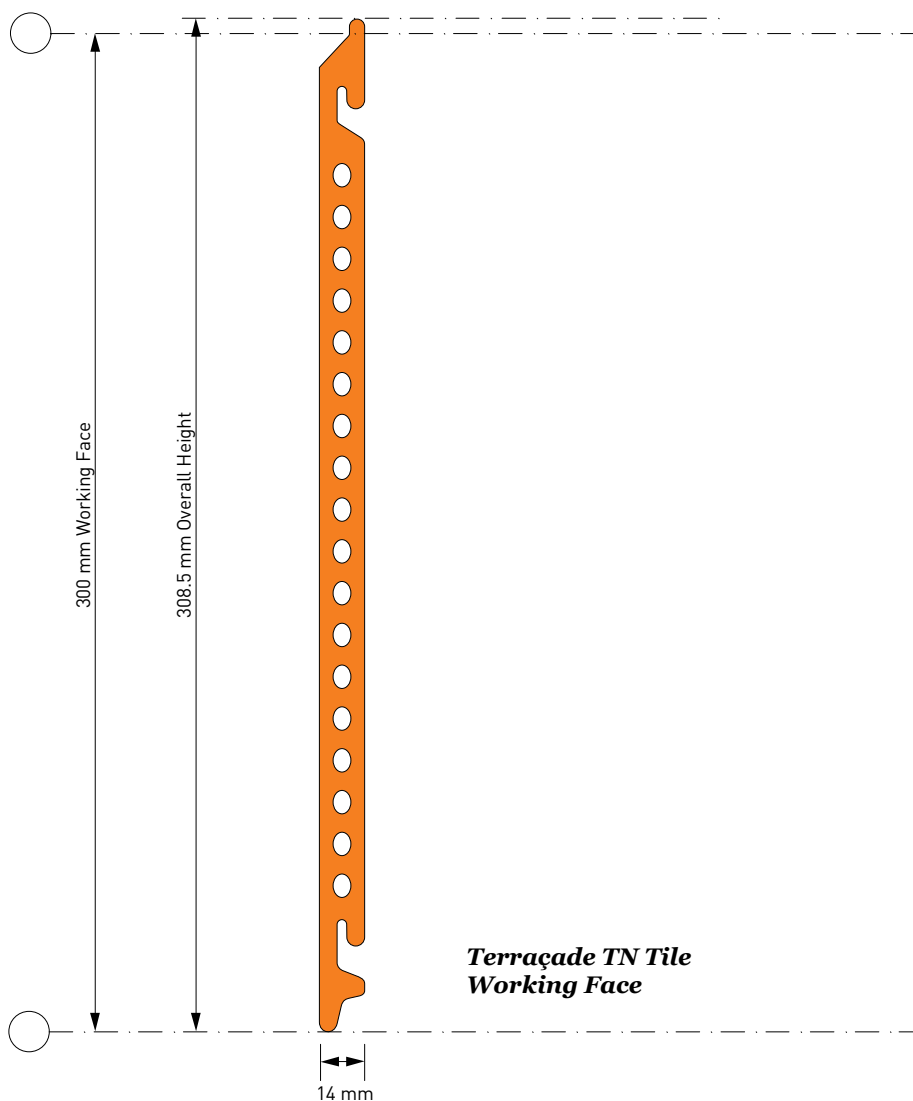 300 mm Working Face
308.5 mm Overall Height
Terraçade TN Tile
Working Face
14 mm